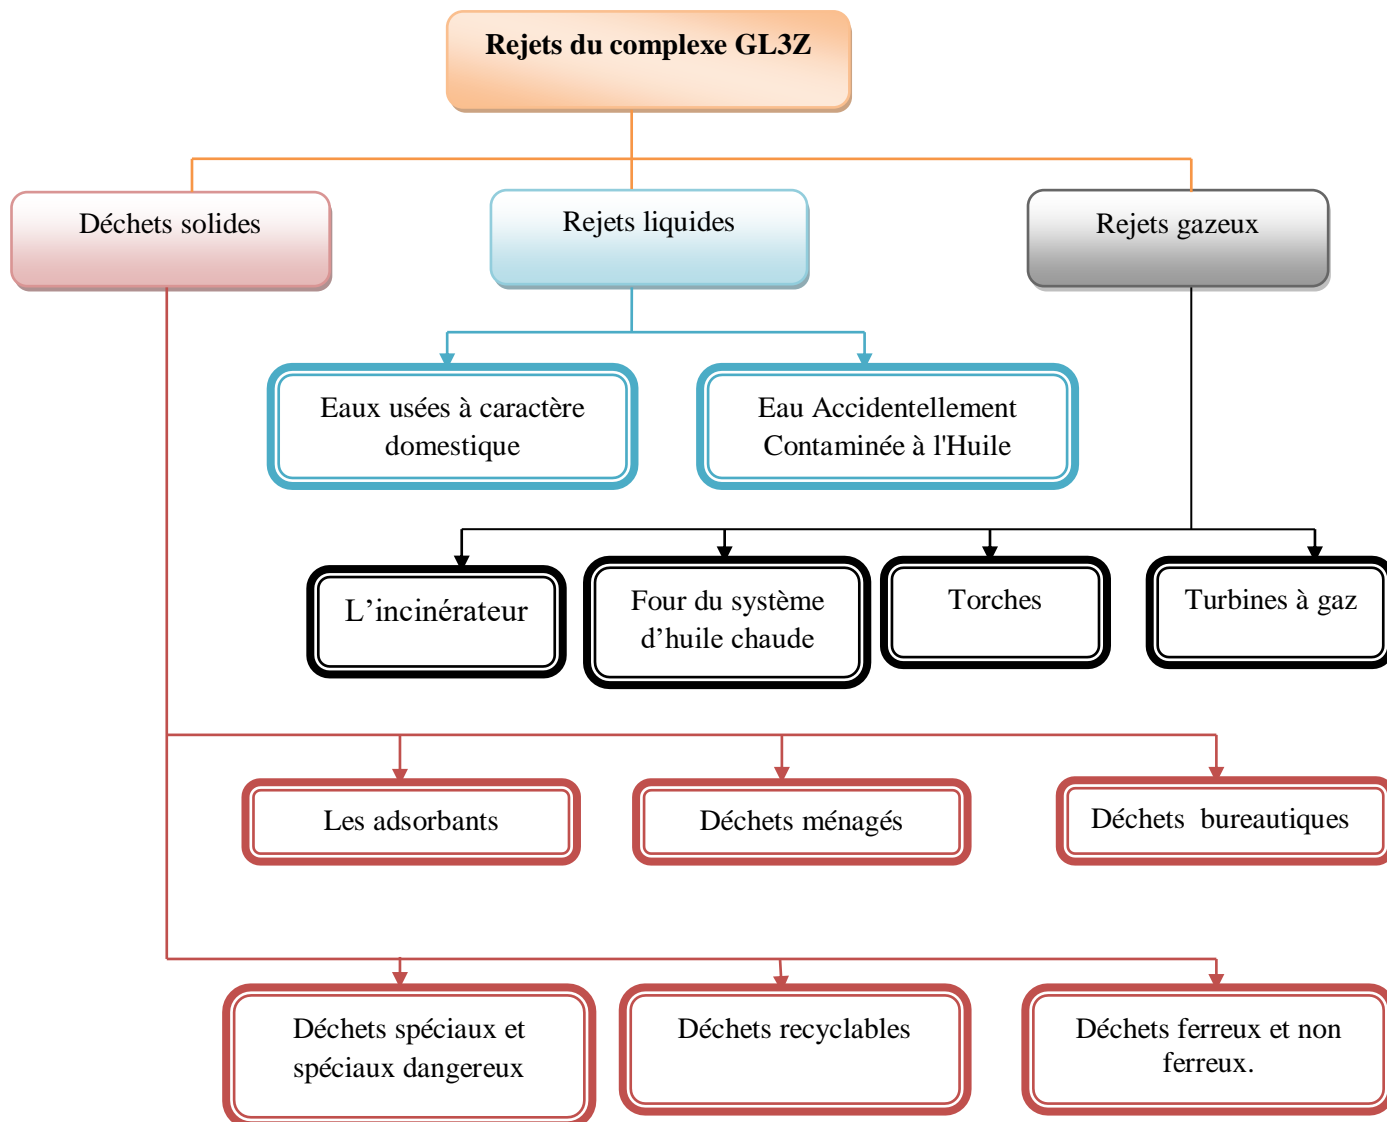 Rejets du complexe GL3Z
Déchets solides
Rejets liquides
Rejets gazeux
Eaux usées à caractère
domestique
Eau Accidentellement
Contaminée à l'Huile
L’incinérateur
Four du système
d’huile chaude
Torches
Turbines à gaz
Les adsorbants
Déchets ménagés
Déchets bureautiques
Déchets spéciaux et
spéciaux dangereux
Déchets recyclables
Déchets ferreux et non
ferreux.